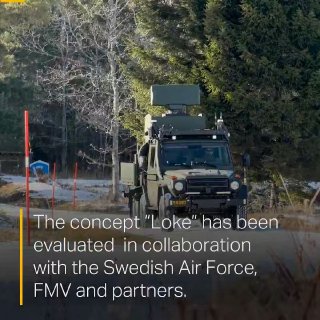 The concept “Loke” has been
evaluated in collaboration
with the Swedish Air Force,
FMV and partners.